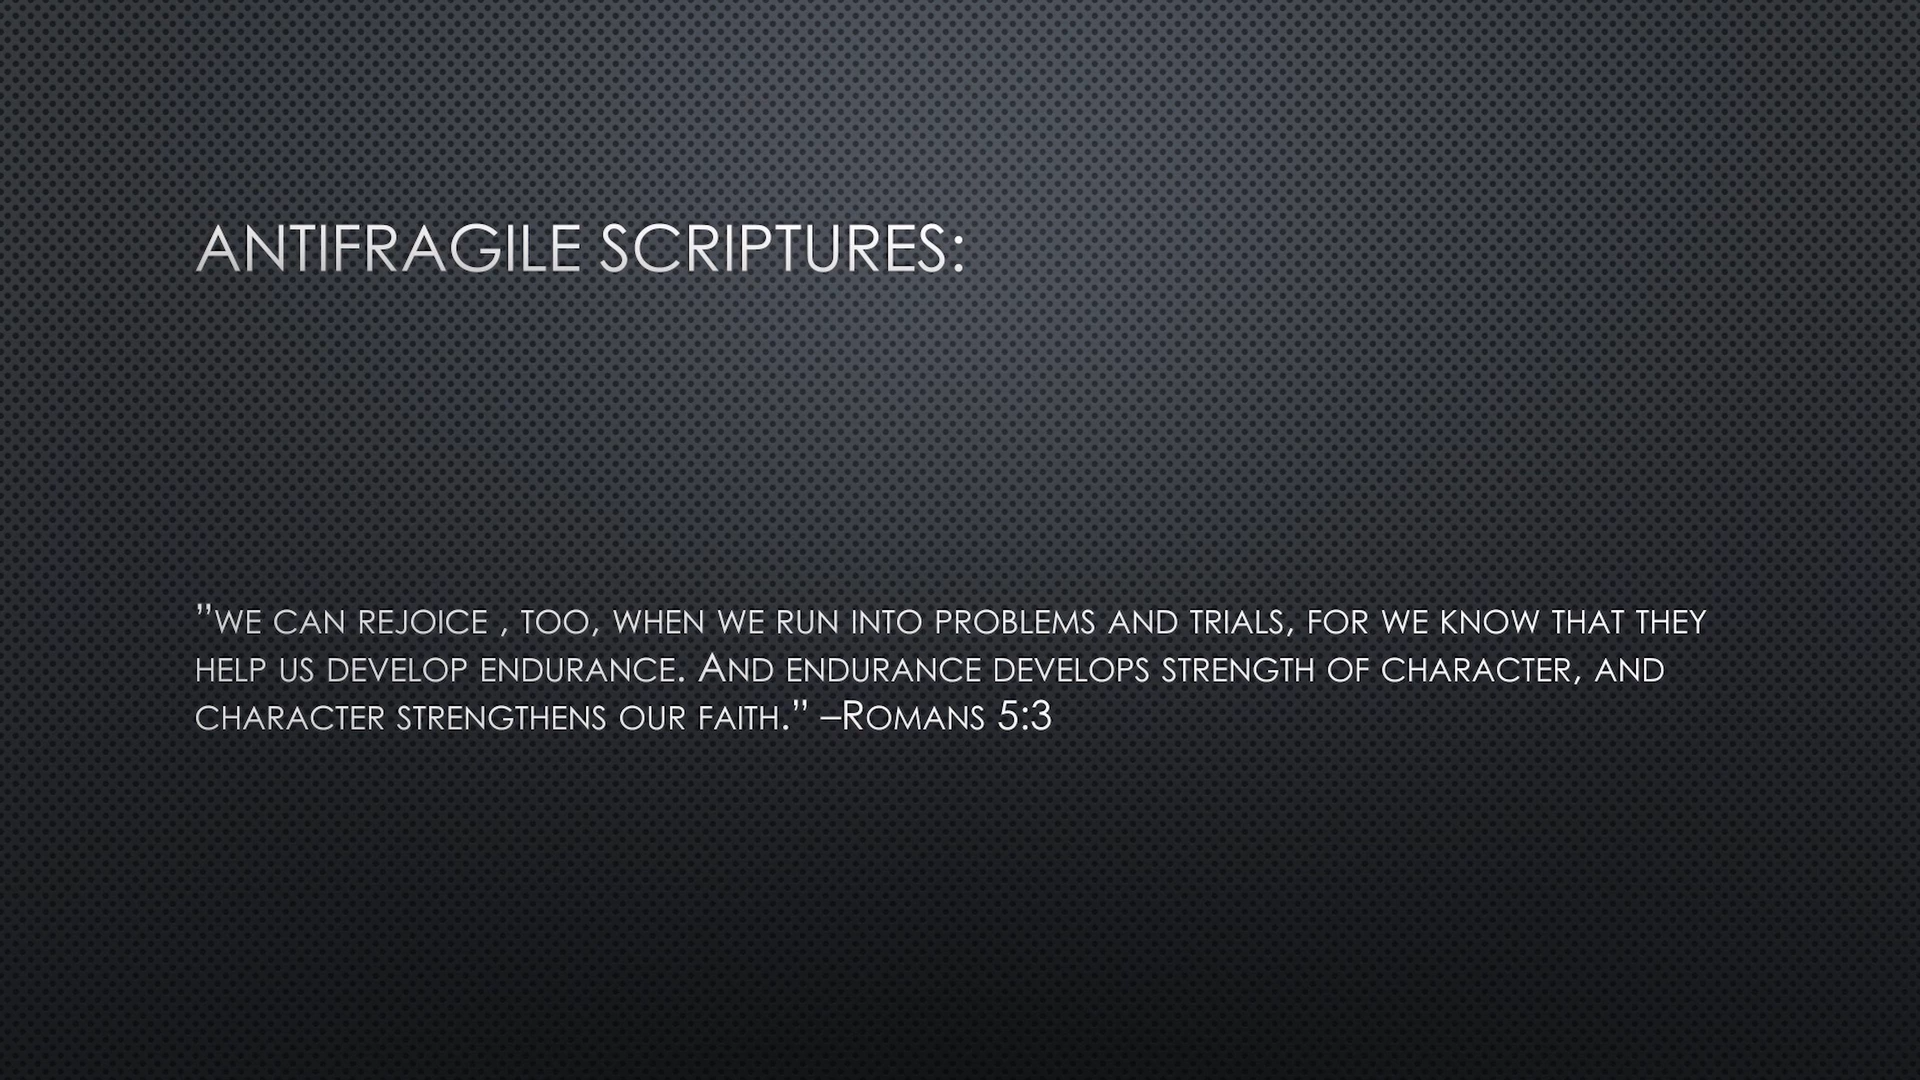 ANTIFRAGILE SCRIPTURES:
”WE CAN REJOICE , TOO, WHEN WE RUN INTO PROBLEMS AND TRIALS, FOR WE KNOW THAT THEY
HELP US DEVELOP ENDURANCE. AND ENDURANCE DEVELOPS STRENGTH OF CHARACTER, AND
CHARACTER STRENGTHENS OUR FAITH.” –ROMANS 5:3